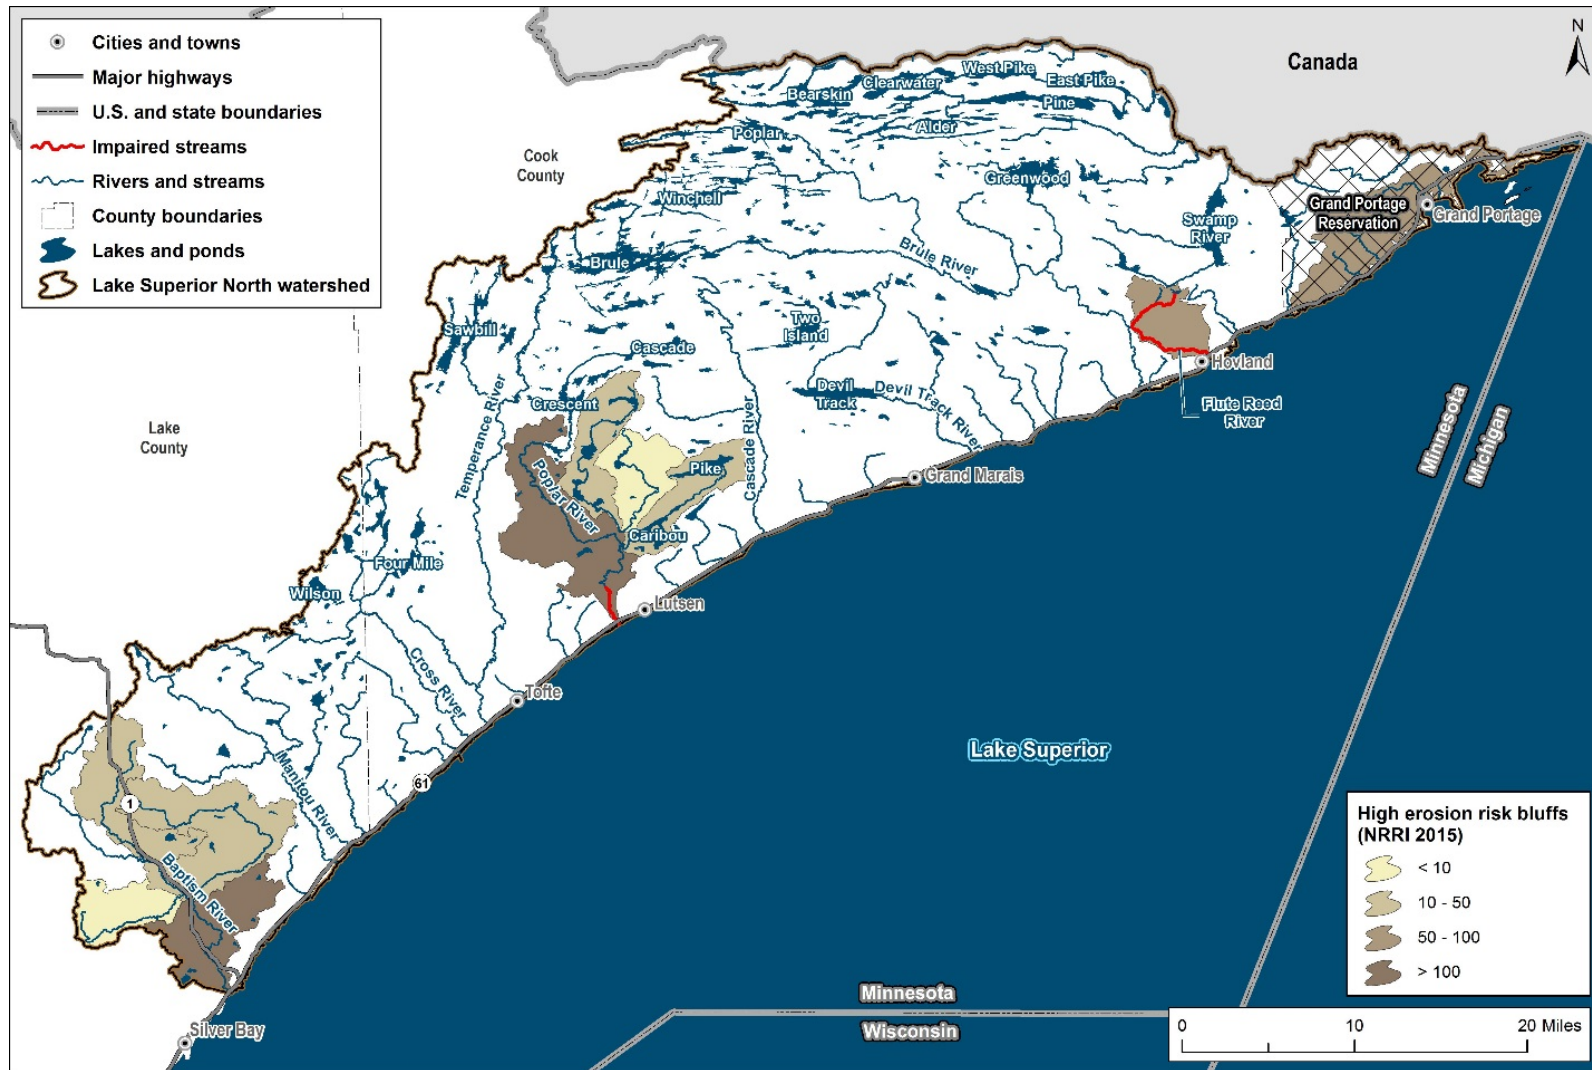 Cities and towns
Major highways
U.S. and state boundaries
Impaired streams
Rivers and streams
County boundaries
Lakes and ponds
Lake Superior North watershed
N
Canada
West Pike
Clearwater
East Pike
Bearskin
Pine
Poplar
Alder
Cook
County
Greenwood
Winchell
Grand Portage
Reservation
Grand Portage
Swamp
River
Brule River
Brule
Sawbill
Two
Island
Cascade
Hovland
Devil
Track
Devil Track River
Crescent
Flute Reed
River
Temperance River
Cascade River
Lake
County
Minnesota
Michigan
Pike
Poplar River
Grand Marais
Caribou
Four Mile
Wilson
Lutsen
Cross River
Tofte
Lake Superior
Manitou River
61
1
Baptism River
High erosion risk bluffs
(NRRI 2015)
< 10
10 - 50
50 - 100
> 100
Minnesota
Wisconsin
Silver Bay
0 10 20 Miles